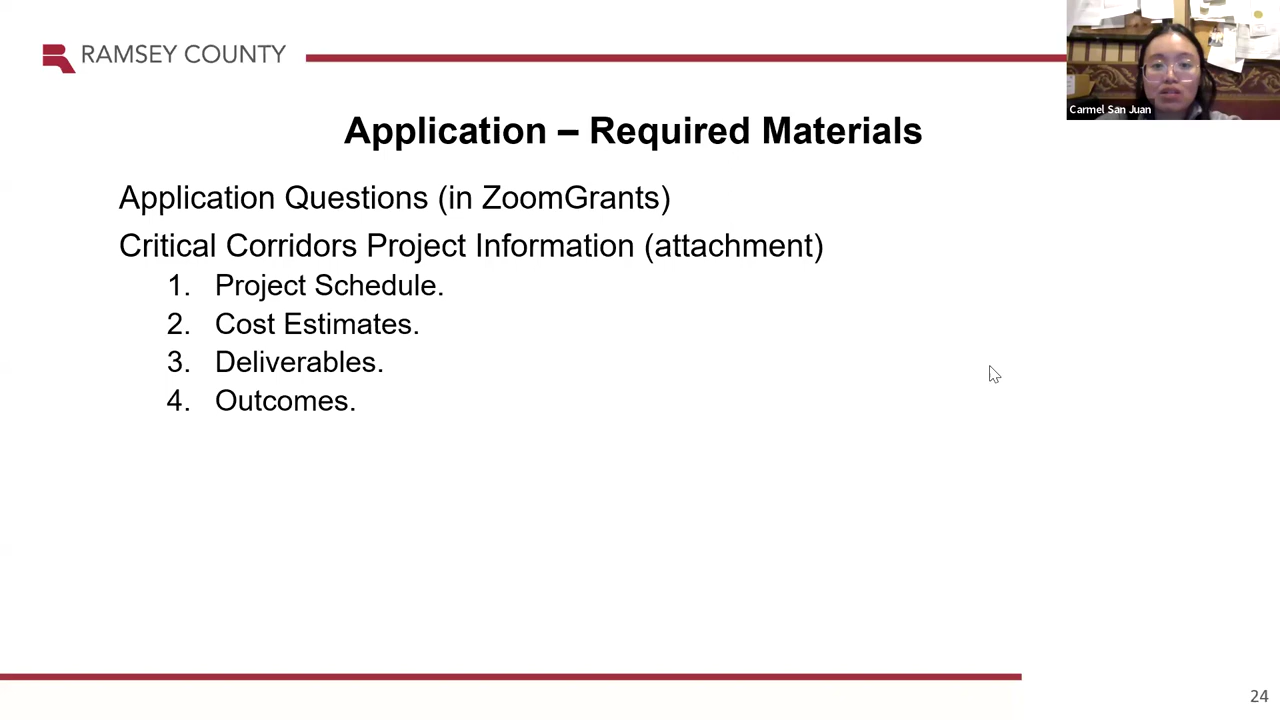 RAMSEY COUNTY
Carmel San Juan
Application – Required Materials
Application Questions (in ZoomGrants)
Critical Corridors Project Information (attachment)
1. Project Schedule.
2. Cost Estimates.
3. Deliverables.
4. Outcomes.
24